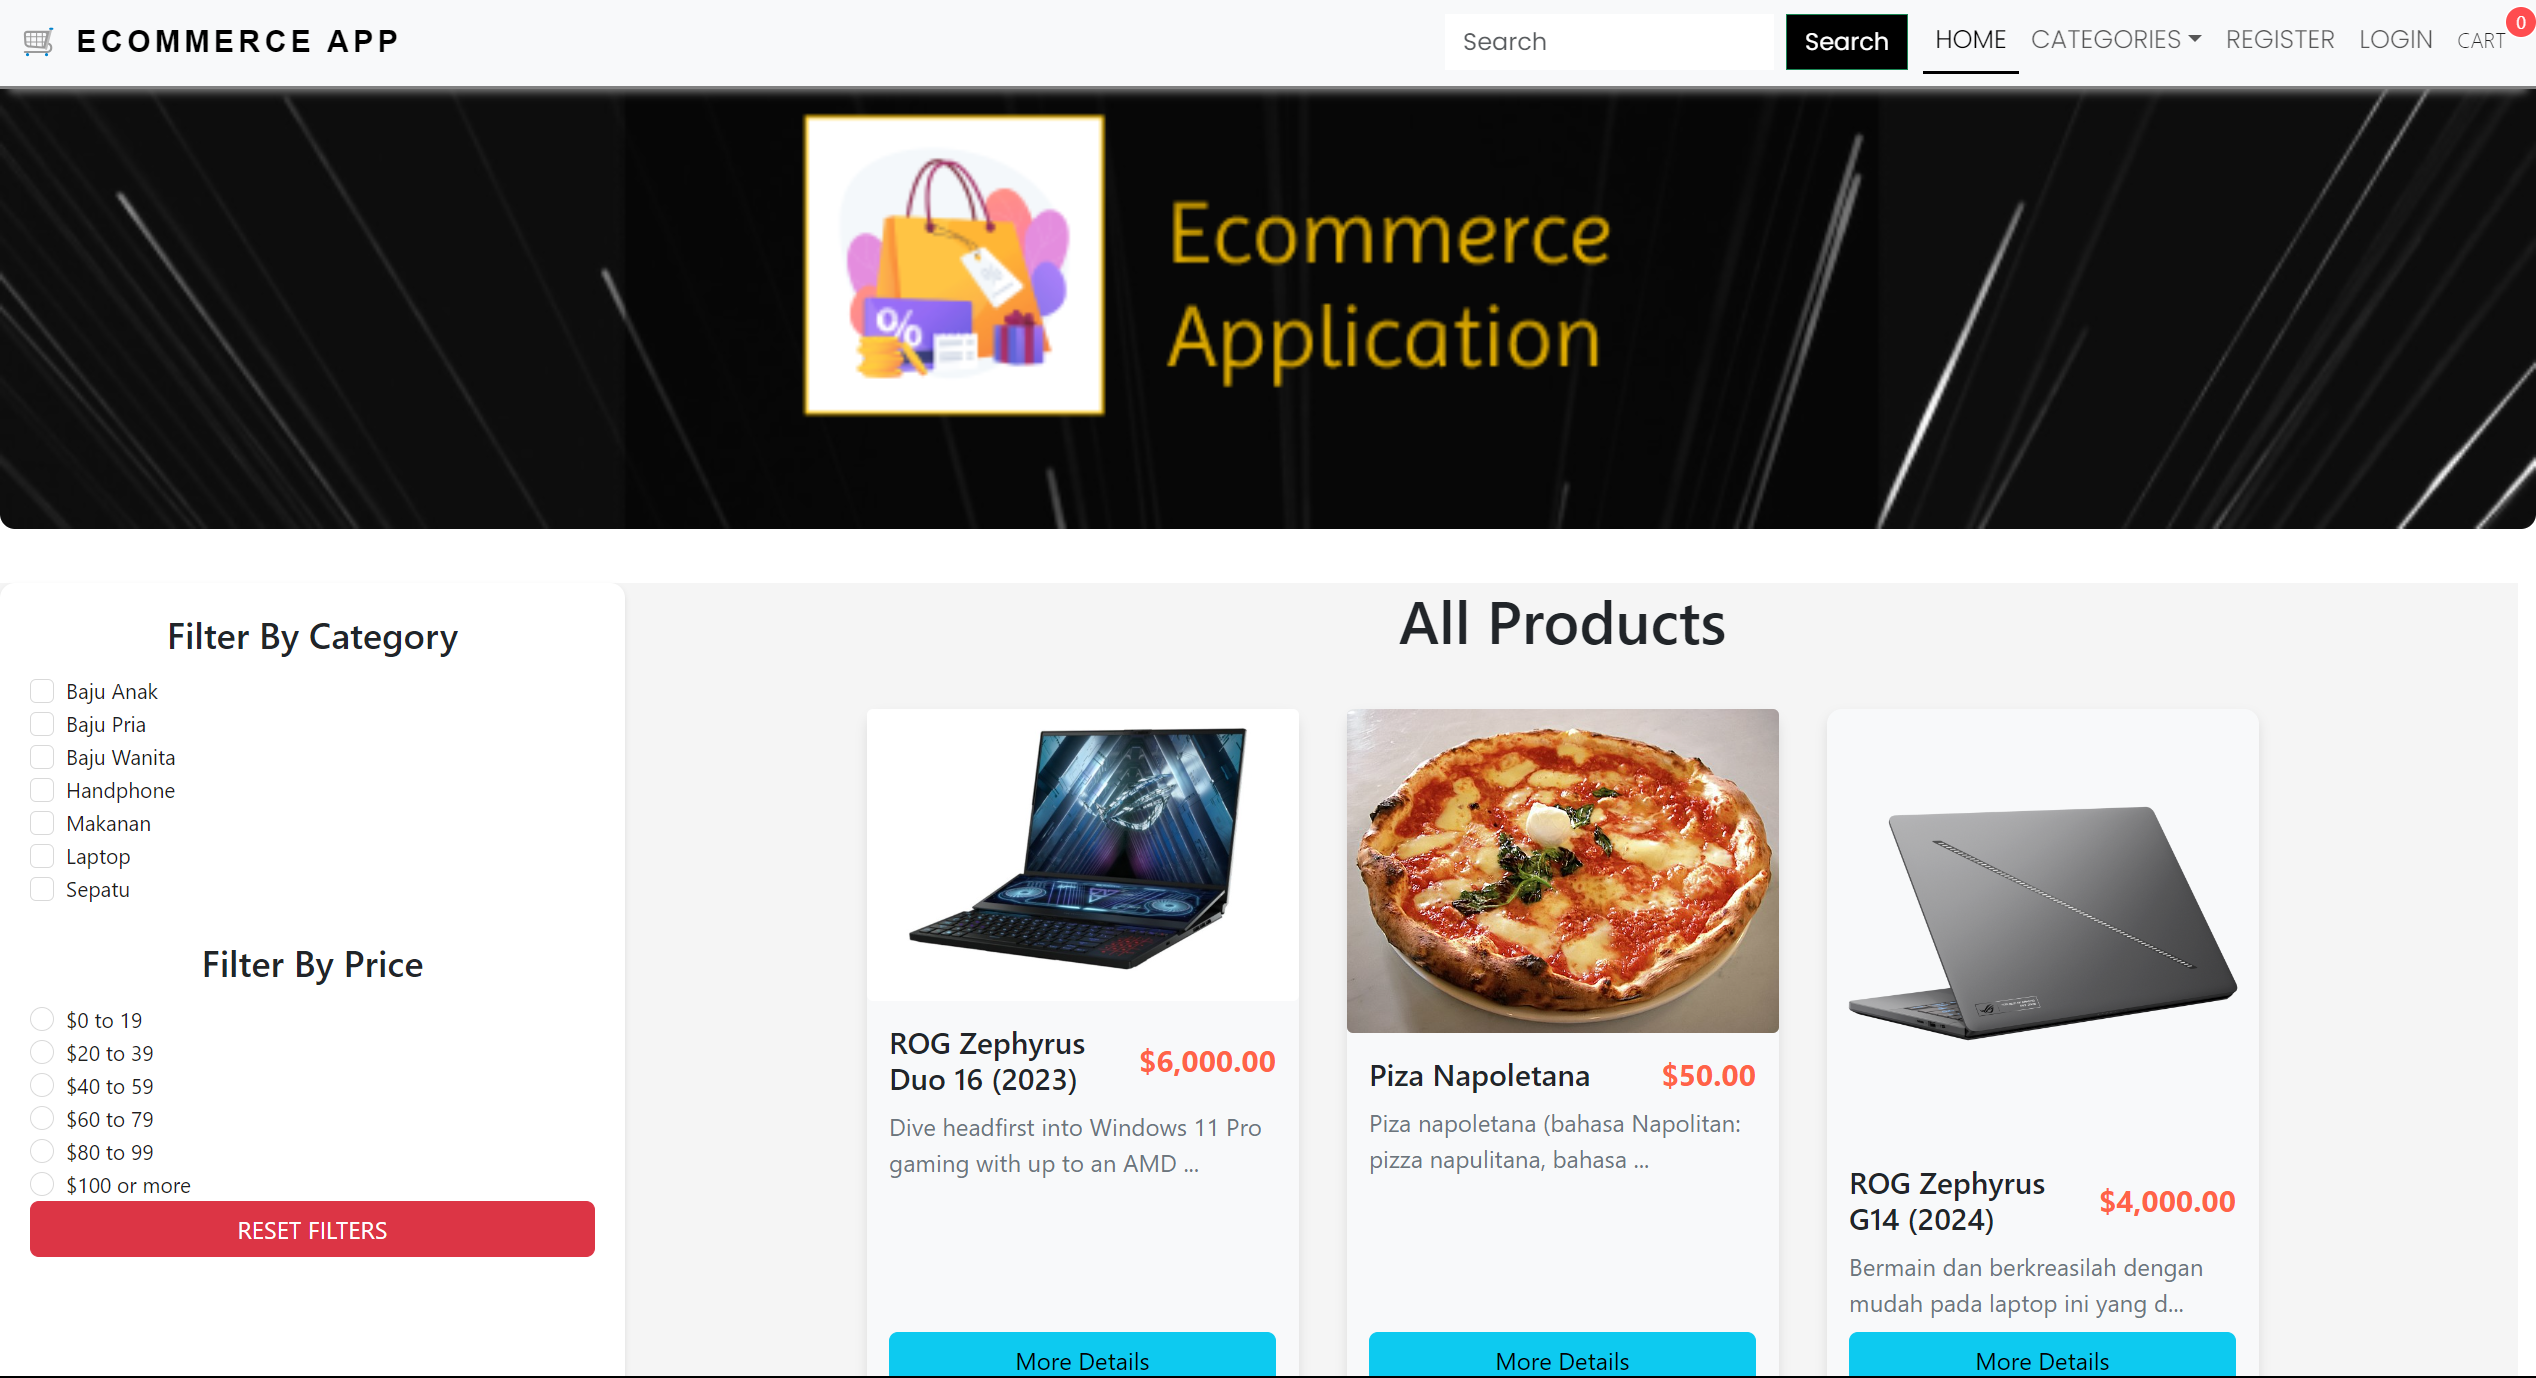 ECOMMERCE APP
Search
Search
HOME
CATEGORIES
REGISTER
LOGIN
CART
0
%
Ecommerce
Application
Filter By Category
Baju Anak
Baju Pria
Baju Wanita
Handphone
Makanan
Laptop
Sepatu
Filter By Price
$0 to 19
$20 to 39
$40 to 59
$60 to 79
$80 to 99
$100 or more
RESET FILTERS
All Products
ROG Zephyrus
Duo 16 (2023)
$6,000.00
Dive headfirst into Windows 11 Pro
gaming with up to an AMD ...
More Details
Piza Napoletana
$50.00
Piza napoletana (bahasa Napolitan:
pizza napulitana, bahasa ...
More Details
ROG Zephyrus
G14 (2024)
$4,000.00
Bermain dan berkreasilah dengan
mudah pada laptop ini yang d...
More Details